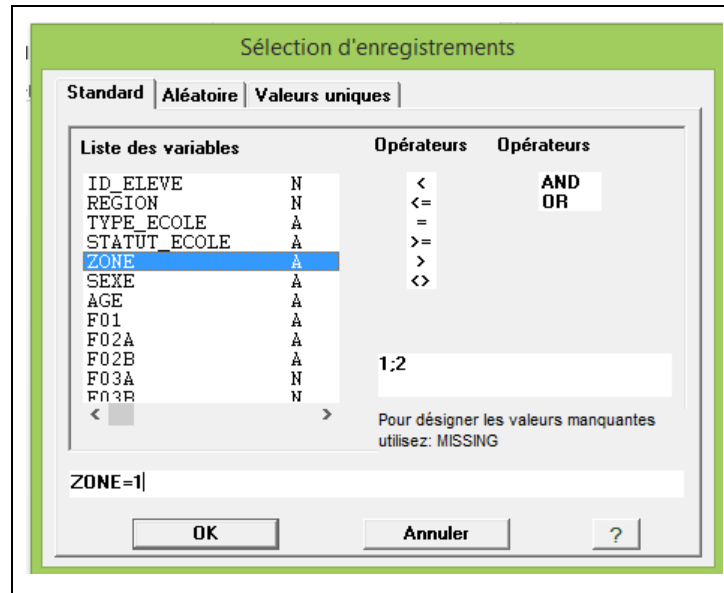 Sélection d'enregistrements
Standard Aléatoire Valeurs uniques
Liste des variables
ID_ELEVE N
REGION N
TYPE_ECOLE A
STATUT_ECOLE A
ZONE A
SEXE A
AGE A
F01 A
F02A A
F02B A
F03A N
F03B N
< >
Opérateurs Opérateurs
< AND
<= OR
=
>=
>
<>
1;2
Pour désigner les valeurs manquantes
utilisez: MISSING
ZONE=1
OK Annuler ?